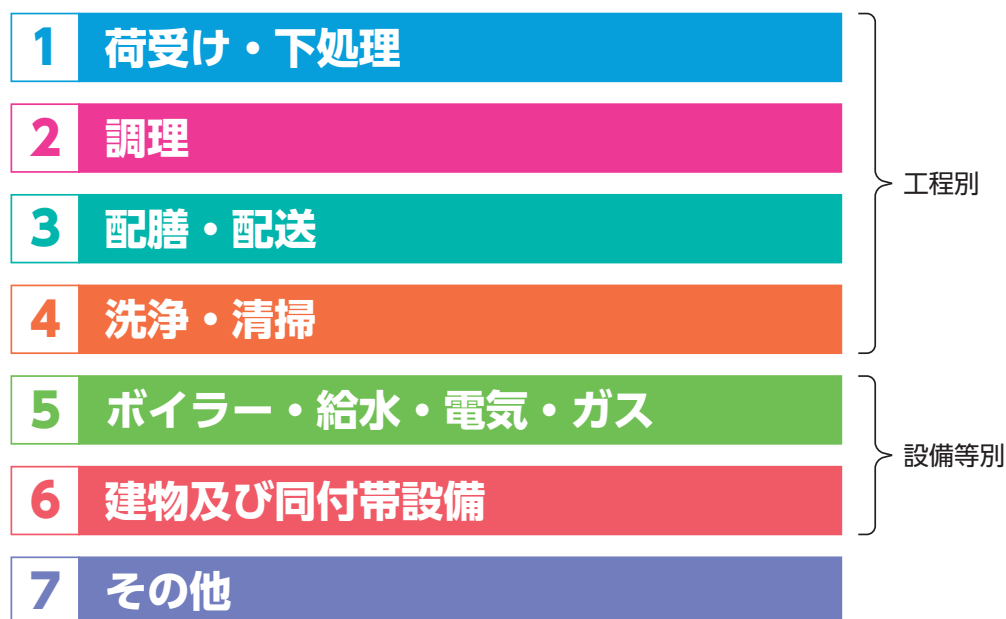 1 荷受け・下処理
2 調理
3 配膳・配送
4 洗浄・清掃
工程別
5 ボイラー・給水・電気・ガス
6 建物及び同付帯設備
設備等別
7 その他